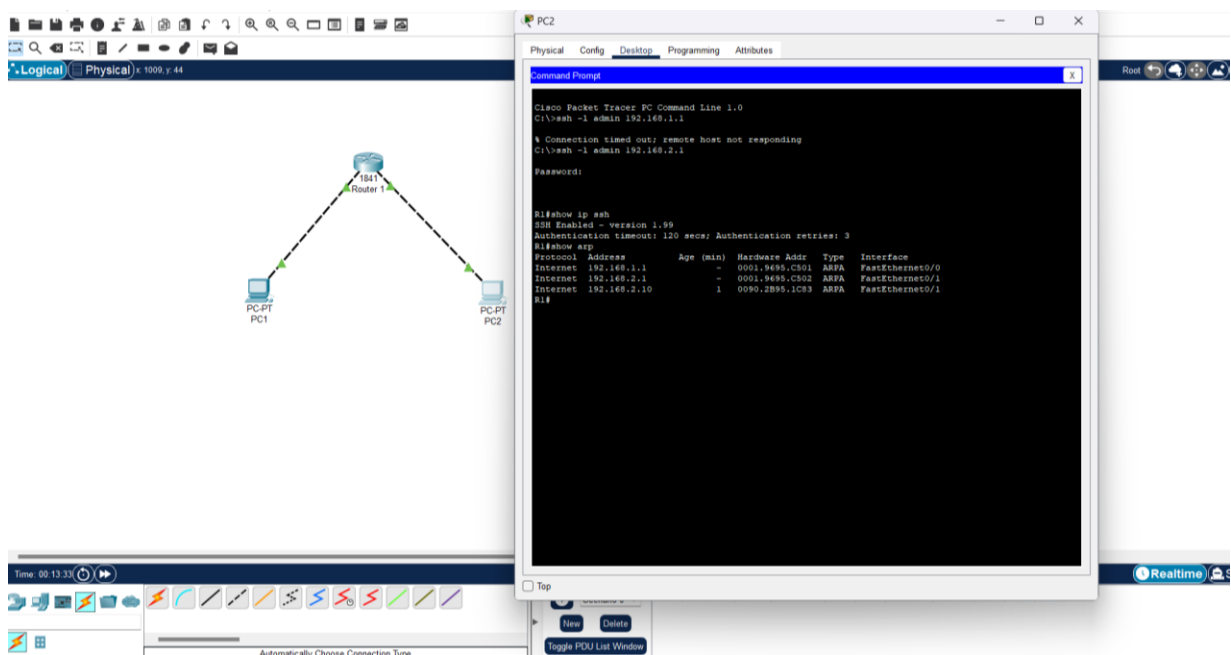 PC2
Physical Config Desktop Programming Attributes
Logical
Physical
x: 1009, y: 44
Root
Command Prompt
X
Cisco Packet Tracer PC Command Line 1.0
C:\>ssh -l admin 192.168.1.1
% Connection timed out; remote host not responding
C:\>ssh -l admin 192.168.2.1
Password:
R1#show ip ssh
SSH Enabled - version 1.99
Authentication timeout: 120 secs; Authentication retries: 3
R1#show arp
Protocol Address Age (min) Hardware Addr Type Interface
Internet 192.168.1.1 - 0001.9695.C501 ARPA FastEthernet0/0
Internet 192.168.2.1 - 0001.9695.C502 ARPA FastEthernet0/1
Internet 192.168.2.10 1 0090.2B95.1C83 ARPA FastEthernet0/1
R1#
1841
Router 1
PC-PT
PC1
PC-PT
PC2
Top
Time: 00:13:33
Realtime
New
Delete
Toggle PDU List Window
Automatically Choose Connection Type